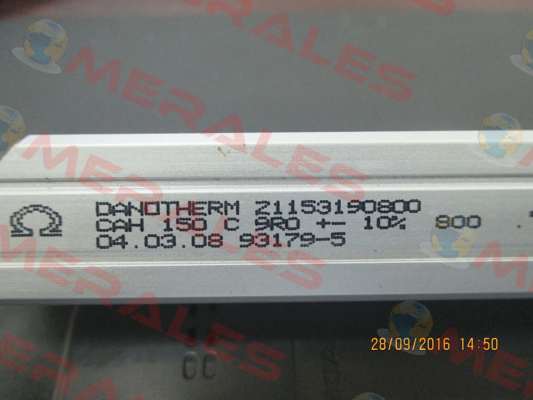 DANOTHERM Z1153190800
CAH 150 C 9R0 +- 10% 800
04.03.08 93179-5
28/09/2016 14:50
MERALES
MERALES
MERALES
MERALES